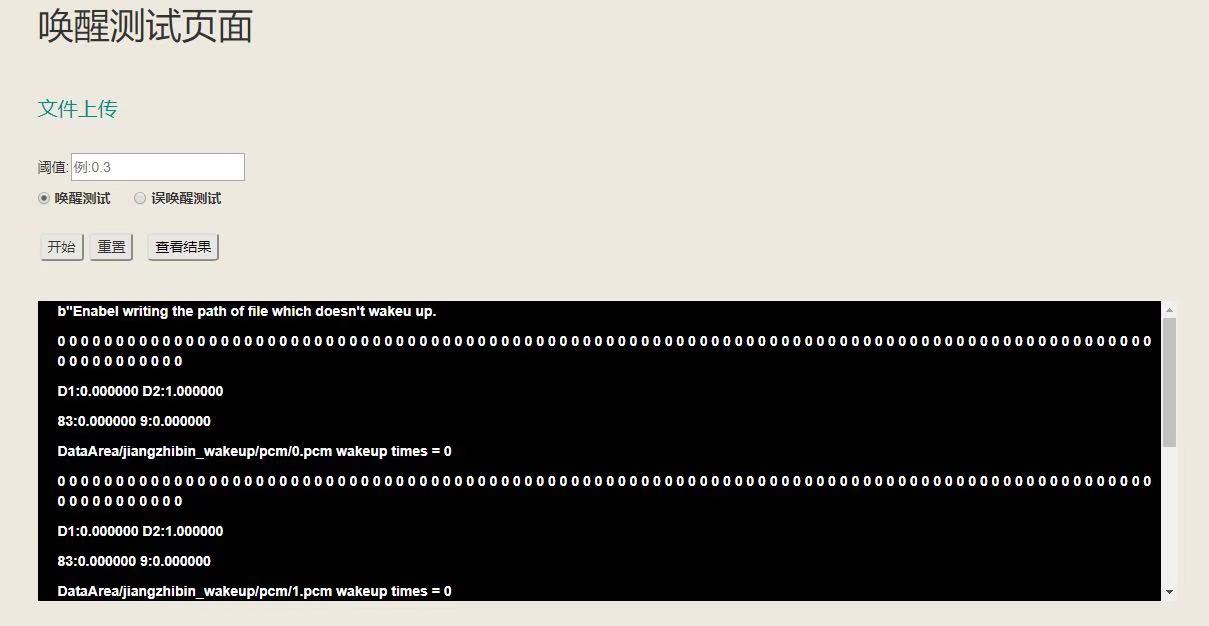 唤醒测试页面
文件上传
阈值: 例:0.3
唤醒测试 误唤醒测试
开始 重置 查看结果
b"Enabel writing the path of file which doesn't wakeu up.
0 0 0 0 0 0 0 0 0 0 0 0 0 0 0 0 0 0 0 0 0 0 0 0 0 0 0 0 0 0 0 0 0 0 0 0 0 0 0 0 0 0 0 0 0 0 0 0 0 0 0 0 0 0 0 0 0 0 0 0 0 0 0 0 0 0 0 0 0 0 0 0 0 0 0 0 0 0 0 0 0 0 0 0 0 0 0 0 0 0 0 0 0 0
0 0 0 0 0 0 0 0 0 0 0
D1:0.000000 D2:1.000000
83:0.000000 9:0.000000
DataArea/jiangzhibin_wakeup/pcm/0.pcm wakeup times = 0
0 0 0 0 0 0 0 0 0 0 0 0 0 0 0 0 0 0 0 0 0 0 0 0 0 0 0 0 0 0 0 0 0 0 0 0 0 0 0 0 0 0 0 0 0 0 0 0 0 0 0 0 0 0 0 0 0 0 0 0 0 0 0 0 0 0 0 0 0 0 0 0 0 0 0 0 0 0 0 0 0 0 0 0 0 0 0 0 0 0 0 0 0 0
0 0 0 0 0 0 0 0 0 0 0
D1:0.000000 D2:1.000000
83:0.000000 9:0.000000
DataArea/jiangzhibin_wakeup/pcm/1.pcm wakeup times = 0